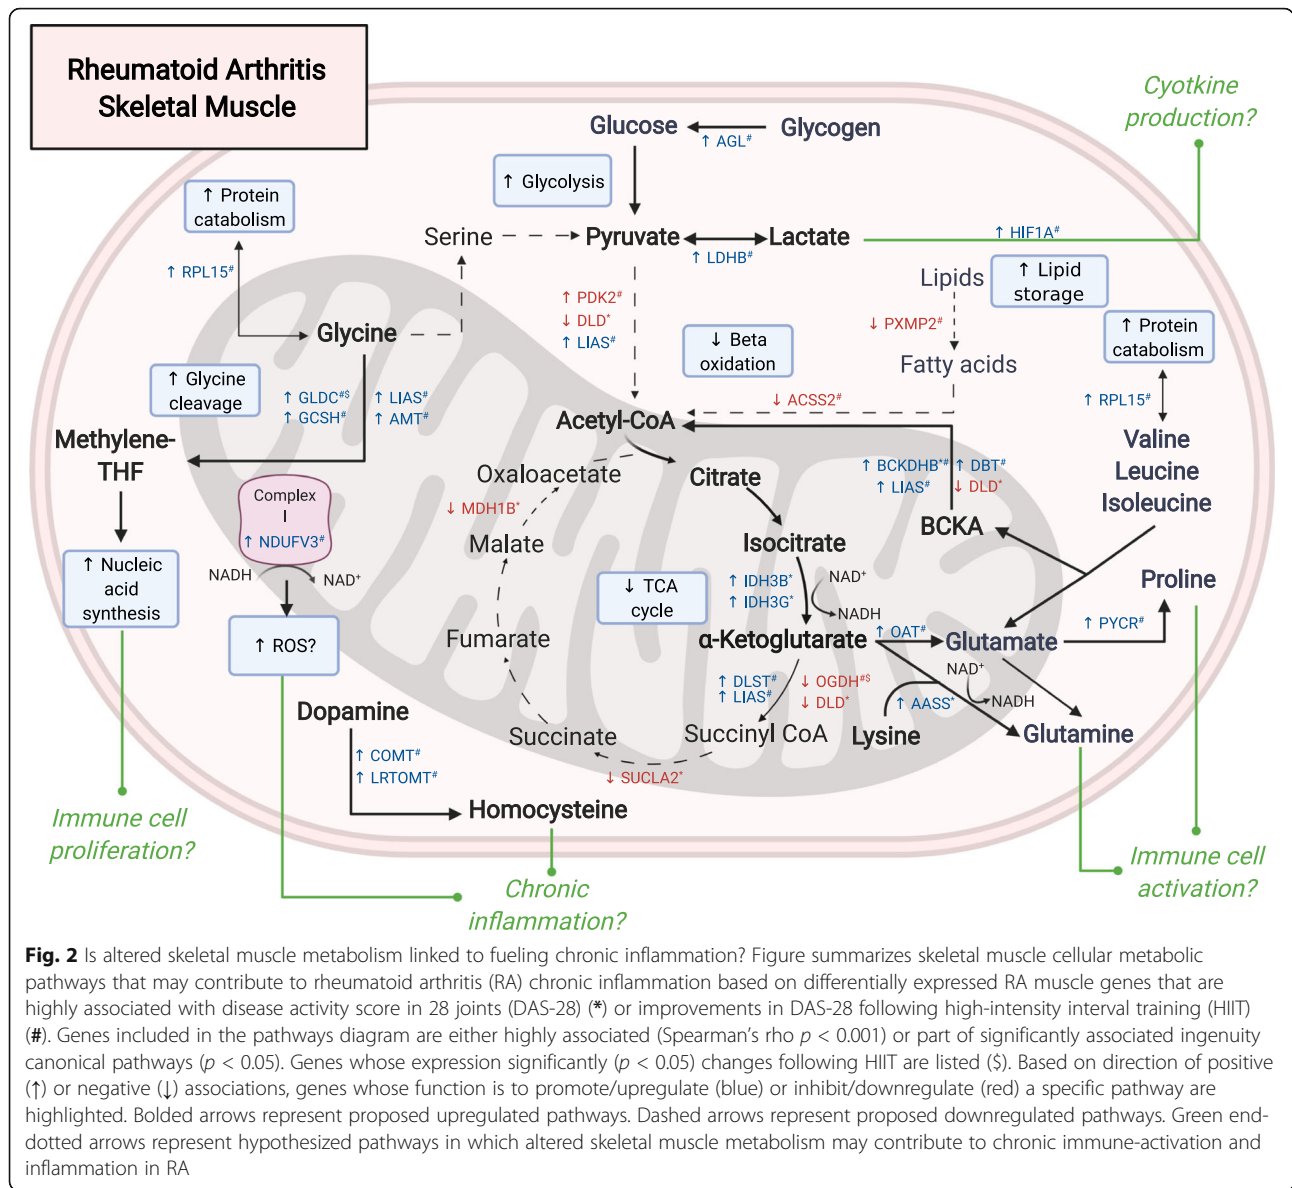 Rheumatoid Arthritis
Skeletal Muscle
Cyotkine
production?
Glucose
Glycogen
↑ AGL#
↑ Glycolysis
↑ Protein
catabolism
Serine
Pyruvate
Lactate
↑ HIF1A#
↑ LDHB#
↑ RPL15#
Lipids
↑ Lipid
storage
↑ PDK2#
↓ DLD*
↑ LIAS#
↓ PXMP2#
↑ Protein
catabolism
Glycine
↓ Beta
oxidation
Fatty acids
↑ Glycine
cleavage
↑ GLDC#$
↑ GCSH#
↑ LIAS#
↑ AMT#
↓ ACSS2#
↑ RPL15#
Acetyl-CoA
Methylene-
THF
Valine
Leucine
Isoleucine
Oxaloacetate
Citrate
↑ BCKDHB*#
↑ LIAS#
↑ DBT#
↓ DLD*
Complex
I
↑ NDUFV3#
↓ MDH1B*
BCKA
Malate
Isocitrate
↑ Nucleic
acid
synthesis
NADH
NAD+
↓ TCA
cycle
↑ IDH3B*
↑ IDH3G*
NAD+
NADH
Proline
↑ ROS?
Fumarate
α-Ketoglutarate
↑ OAT#
Glutamate
↑ PYCR#
↑ DLST#
↑ LIAS#
↓ OGDH#$
↓ DLD*
NAD+
NADH
↑ AASS*
Dopamine
Succinate
Succinyl CoA
Lysine
Glutamine
↑ COMT#
↑ LRTOMT#
↓ SUCLA2*
Homocysteine
Immune cell
proliferation?
Chronic
inflammation?
Immune cell
activation?
Fig. 2 Is altered skeletal muscle metabolism linked to fueling chronic inflammation? Figure summarizes skeletal muscle cellular metabolic
pathways that may contribute to rheumatoid arthritis (RA) chronic inflammation based on differentially expressed RA muscle genes that are
highly associated with disease activity score in 28 joints (DAS-28) (*) or improvements in DAS-28 following high-intensity interval training (HIIT)
(#). Genes included in the pathways diagram are either highly associated (Spearman's rho p < 0.001) or part of significantly associated ingenuity
canonical pathways (p < 0.05). Genes whose expression significantly (p < 0.05) changes following HIIT are listed ($). Based on direction of positive
(↑) or negative (↓) associations, genes whose function is to promote/upregulate (blue) or inhibit/downregulate (red) a specific pathway are
highlighted. Bolded arrows represent proposed upregulated pathways. Dashed arrows represent proposed downregulated pathways. Green end-
dotted arrows represent hypothesized pathways in which altered skeletal muscle metabolism may contribute to chronic immune-activation and
inflammation in RA